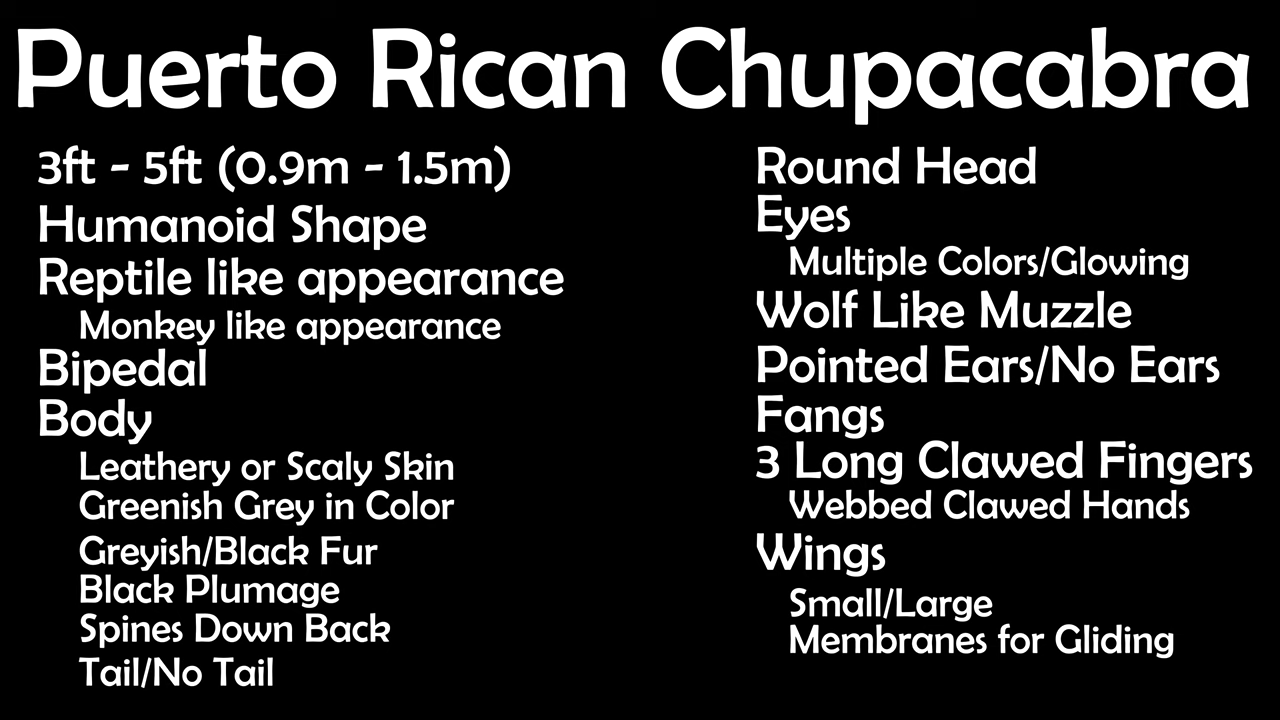 Puerto Rican Chupacabra
3ft - 5ft (0.9m - 1.5m)
Humanoid Shape
Reptile like appearance
Monkey like appearance
Bipedal
Body
Leathery or Scaly Skin
Greenish Grey in Color
Greyish/Black Fur
Black Plumage
Spines Down Back
Tail/No Tail
Round Head
Eyes
Multiple Colors/Glowing
Wolf Like Muzzle
Pointed Ears/No Ears
Fangs
3 Long Clawed Fingers
Webbed Clawed Hands
Wings
Small/Large
Membranes for Gliding